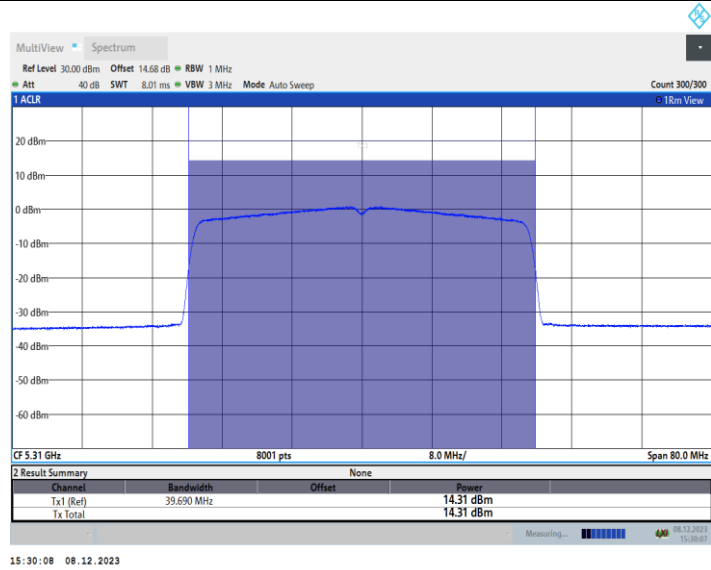 R S
MultiView Spectrum
Ref Level 30.00 dBm Offset 14.68 dB RBW 1 MHz
Att 40 dB SWT 8.01 ms VBW 3 MHz Mode Auto Sweep Count 300/300
1 ACLR 1Rm View
20 dBm
10 dBm
0 dBm
-10 dBm
-20 dBm
-30 dBm
-40 dBm
-50 dBm
-60 dBm
CF 5.31 GHz 8001 pts 8.0 MHz/ Span 80.0 MHz
2 Result Summary None
Channel Bandwidth Offset Power
Tx1 (Ref) 39.690 MHz 14.31 dBm
Tx Total 14.31 dBm
Measuring... 08.12.2023
15:30:07
15:30:08 08.12.2023